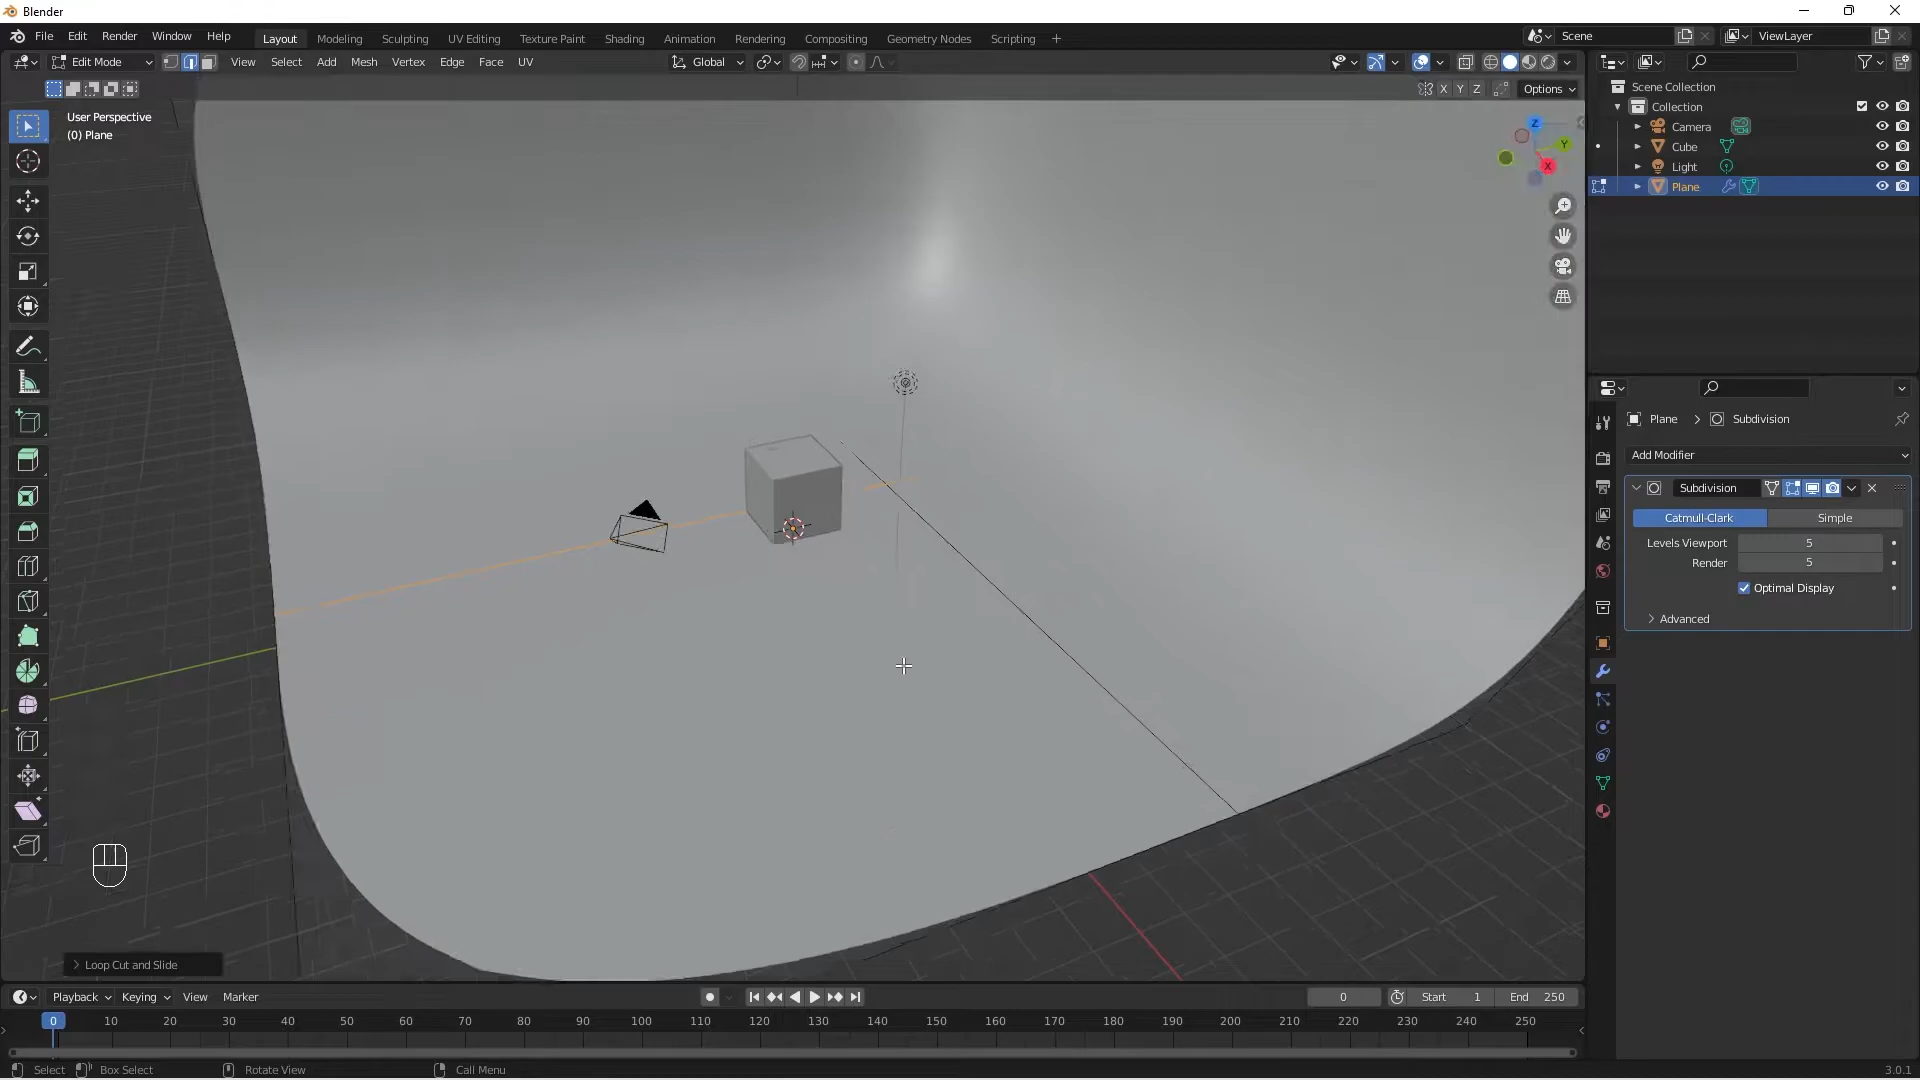 Blender
File Edit Render Window Help
Layout Modeling Sculpting UV Editing Texture Paint Shading Animation Rendering Compositing Geometry Nodes Scripting +
Scene
ViewLayer
Edit Mode
View Select Add Mesh Vertex Edge Face UV
Global
X Y Z
Options
User Perspective
(0) Plane
Z
Y
X
Scene Collection
Collection
Camera
Cube
Light
Plane
Plane > Subdivision
Add Modifier
Subdivision
Catmull-Clark Simple
Levels Viewport 5
Render 5
Optimal Display
Advanced
Loop Cut and Slide
Playback Keying View Marker
0
Start 1 End 250
0 10 20 30 40 50 60 70 80 90 100 110 120 130 140 150 160 170 180 190 200 210 220 230 240 250
Select Box Select Rotate View Call Menu
3.0.1